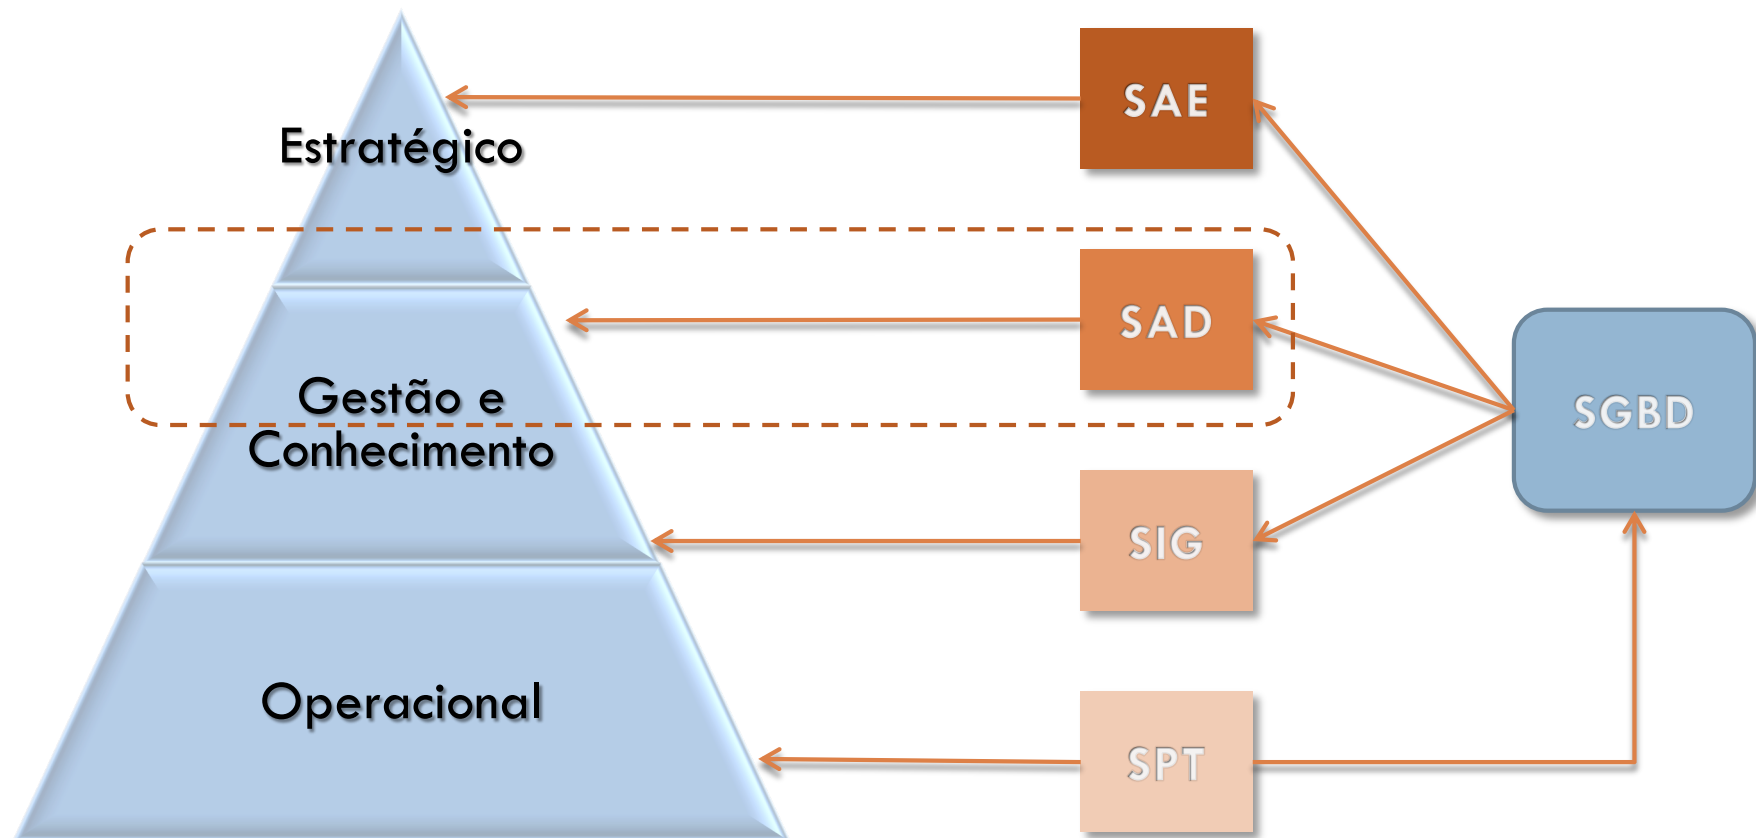 Estratégico
SAE
SAD
Gestão e
Conhecimento
SGBD
SIG
Operacional
SPT